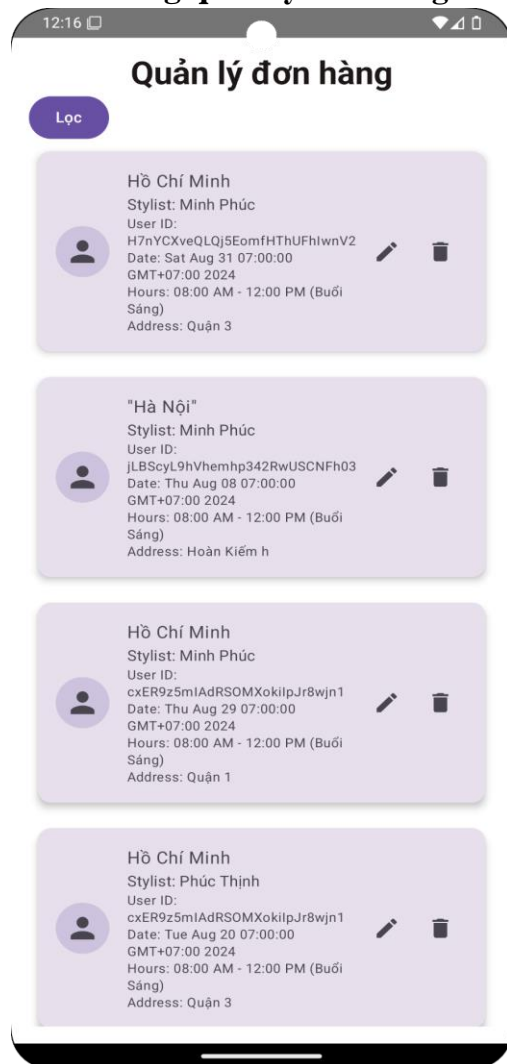 12:16
Quản lý đơn hàng
Lọc
Hồ Chí Minh
Stylist: Minh Phúc
User ID:
H7nYCXveQLQj5EomfHThUFhIwnV2
Date: Sat Aug 31 07:00:00
GMT+07:00 2024
Hours: 08:00 AM - 12:00 PM (Buổi
Sáng)
Address: Quận 3
"Hà Nội"
Stylist: Minh Phúc
User ID:
jLBScyL9hVhemhp342RwUSCNFh03
Date: Thu Aug 08 07:00:00
GMT+07:00 2024
Hours: 08:00 AM - 12:00 PM (Buổi
Sáng)
Address: Hoàn Kiếm h
Hồ Chí Minh
Stylist: Minh Phúc
User ID:
cxER9z5mIAdRSOMXokiIpJr8wjn1
Date: Thu Aug 29 07:00:00
GMT+07:00 2024
Hours: 08:00 AM - 12:00 PM (Buổi
Sáng)
Address: Quận 1
Hồ Chí Minh
Stylist: Phúc Thịnh
User ID:
cxER9z5mIAdRSOMXokiIpJr8wjn1
Date: Tue Aug 20 07:00:00
GMT+07:00 2024
Hours: 08:00 AM - 12:00 PM (Buổi
Sáng)
Address: Quận 3